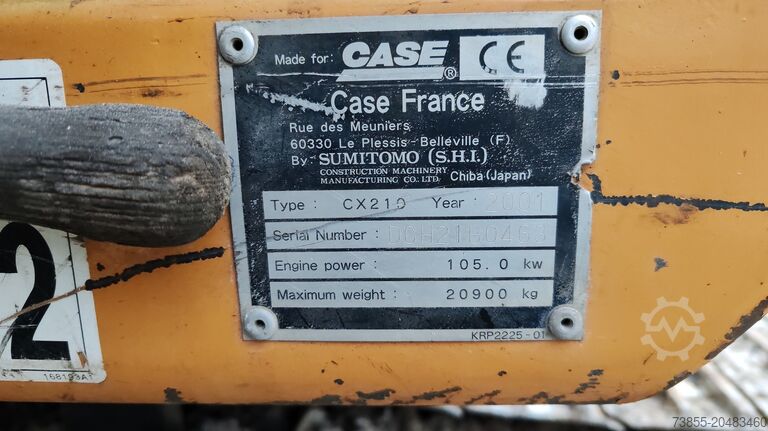 Made for: CASE ® CE
Case France
Rue des Meuniers
60330 Le Plessis-Belleville (F)
By: SUMITOMO (S.H.I.)
CONSTRUCTION MACHINERY
MANUFACTURING CO., LTD. Chiba (Japan)
Type : CX210 Year : 2001
Serial Number :
Engine power : 105.0 kw
Maximum weight : 20900 kg
KRP2225-01
2
168193A1
73855-20483460